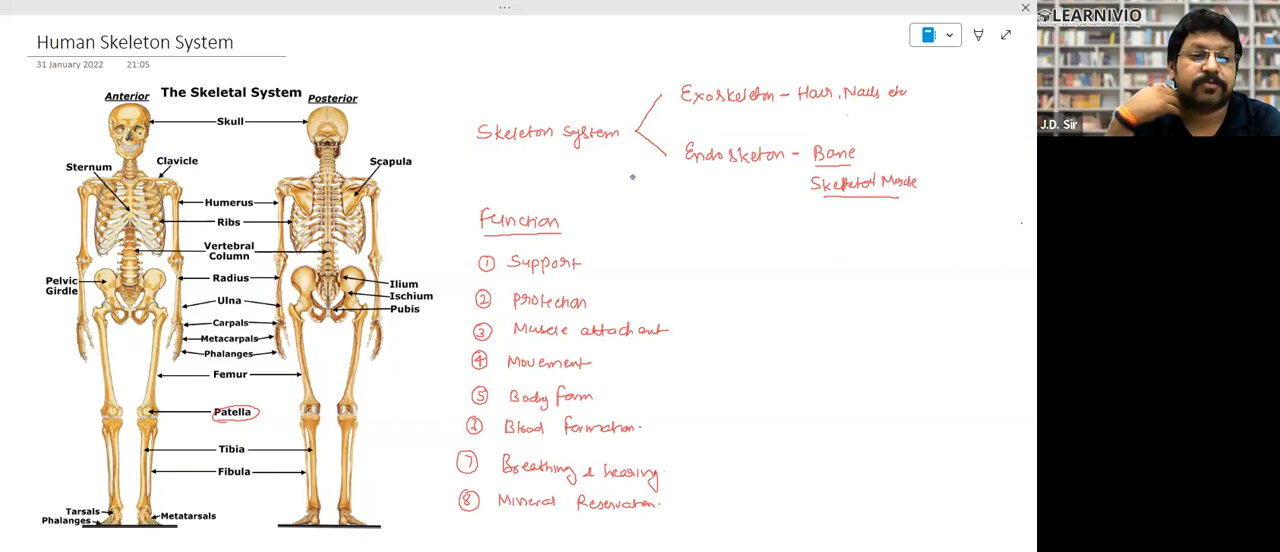 Human Skeleton System
31 January 2022 21:05
The Skeletal System
Anterior
Posterior
Skull
Sternum
Clavicle
Scapula
Humerus
Ribs
Vertebral
Column
Pelvic
Girdle
Radius
Ilium
Ischium
Pubis
Ulna
Carpals
Metacarpals
Phalanges
Femur
Patella
Tibia
Fibula
Tarsals
Phalanges
Metatarsals
Skeleton System
Exoskeleton - Hair, Nails etc
Endosketon - Bone
Skeletal Muscle
Function
① Support
② Protection
③ Muscle attachant
④ Movement
⑤ Body form
Blood formation.
⑦ Breathing & hearing.
⑧ Mineral Reservation.
LEARNIVIO
J.D. Sir